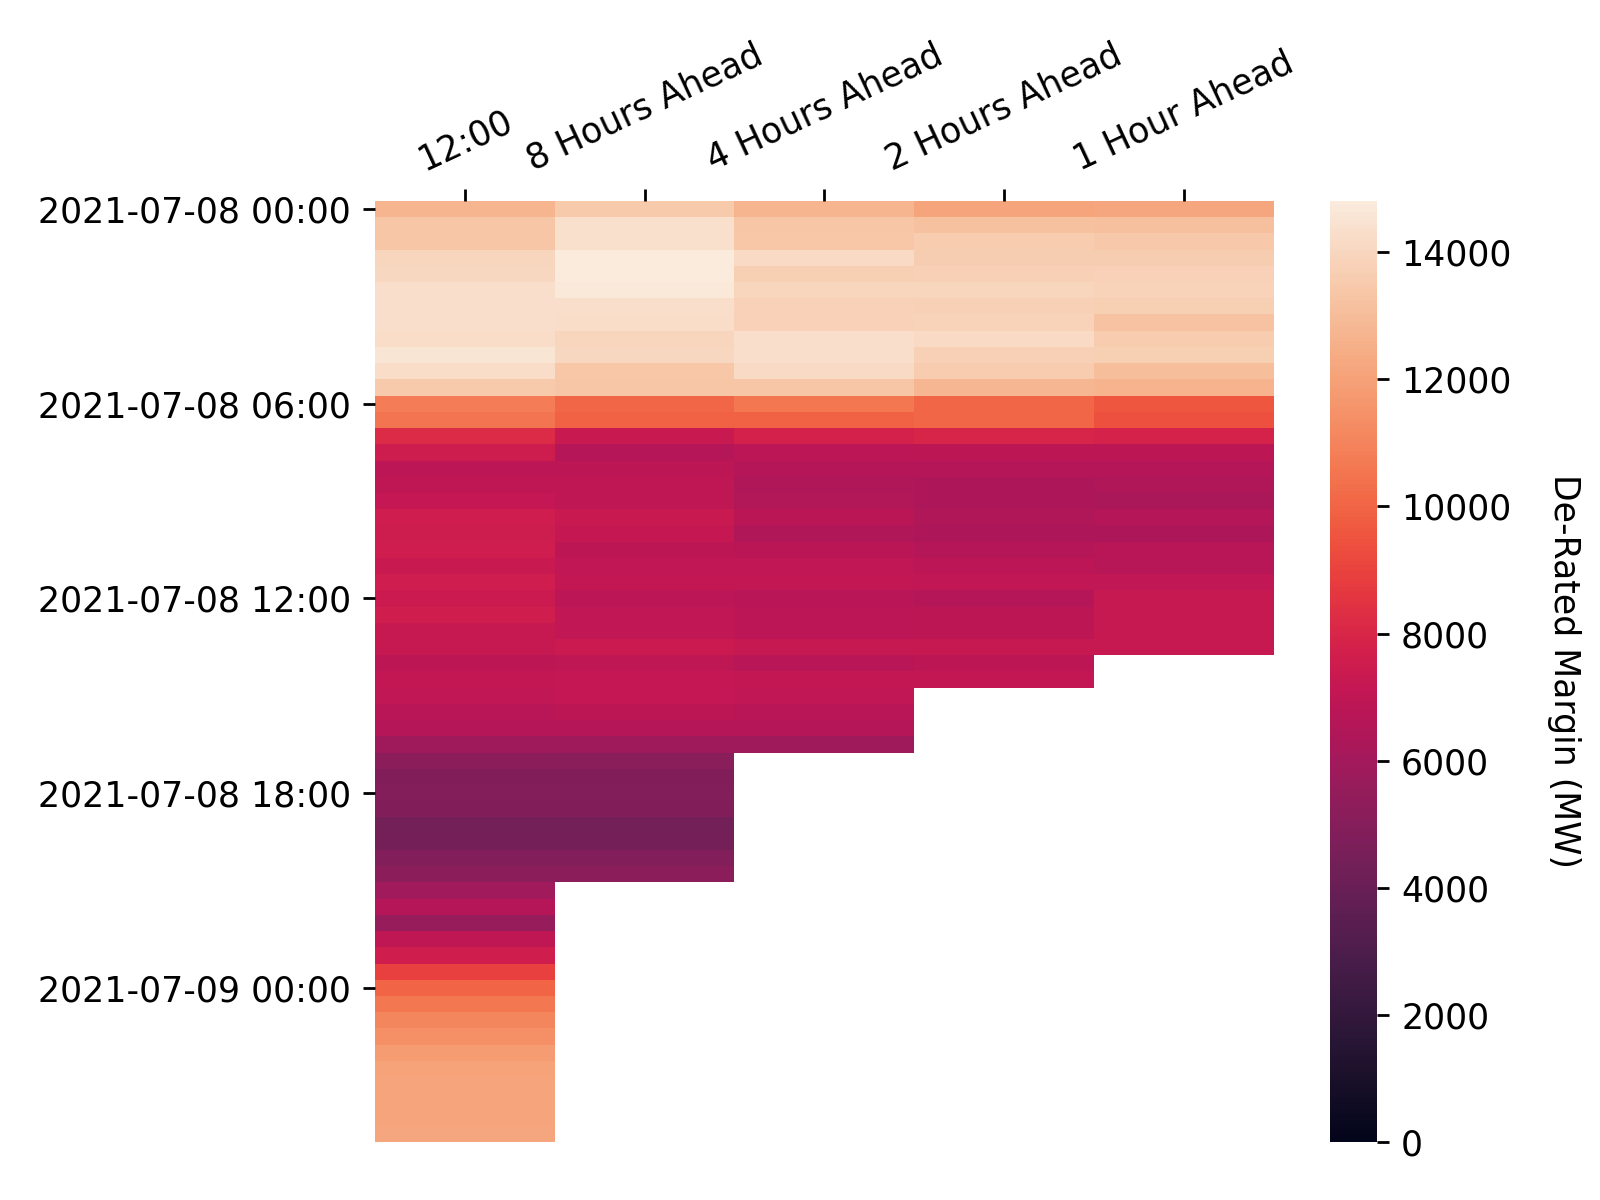 12:00
8 Hours Ahead
4 Hours Ahead
2 Hours Ahead
1 Hour Ahead
2021-07-08 00:00
2021-07-08 06:00
2021-07-08 12:00
2021-07-08 18:00
2021-07-09 00:00
14000
12000
10000
8000
6000
4000
2000
0
De-Rated Margin (MW)